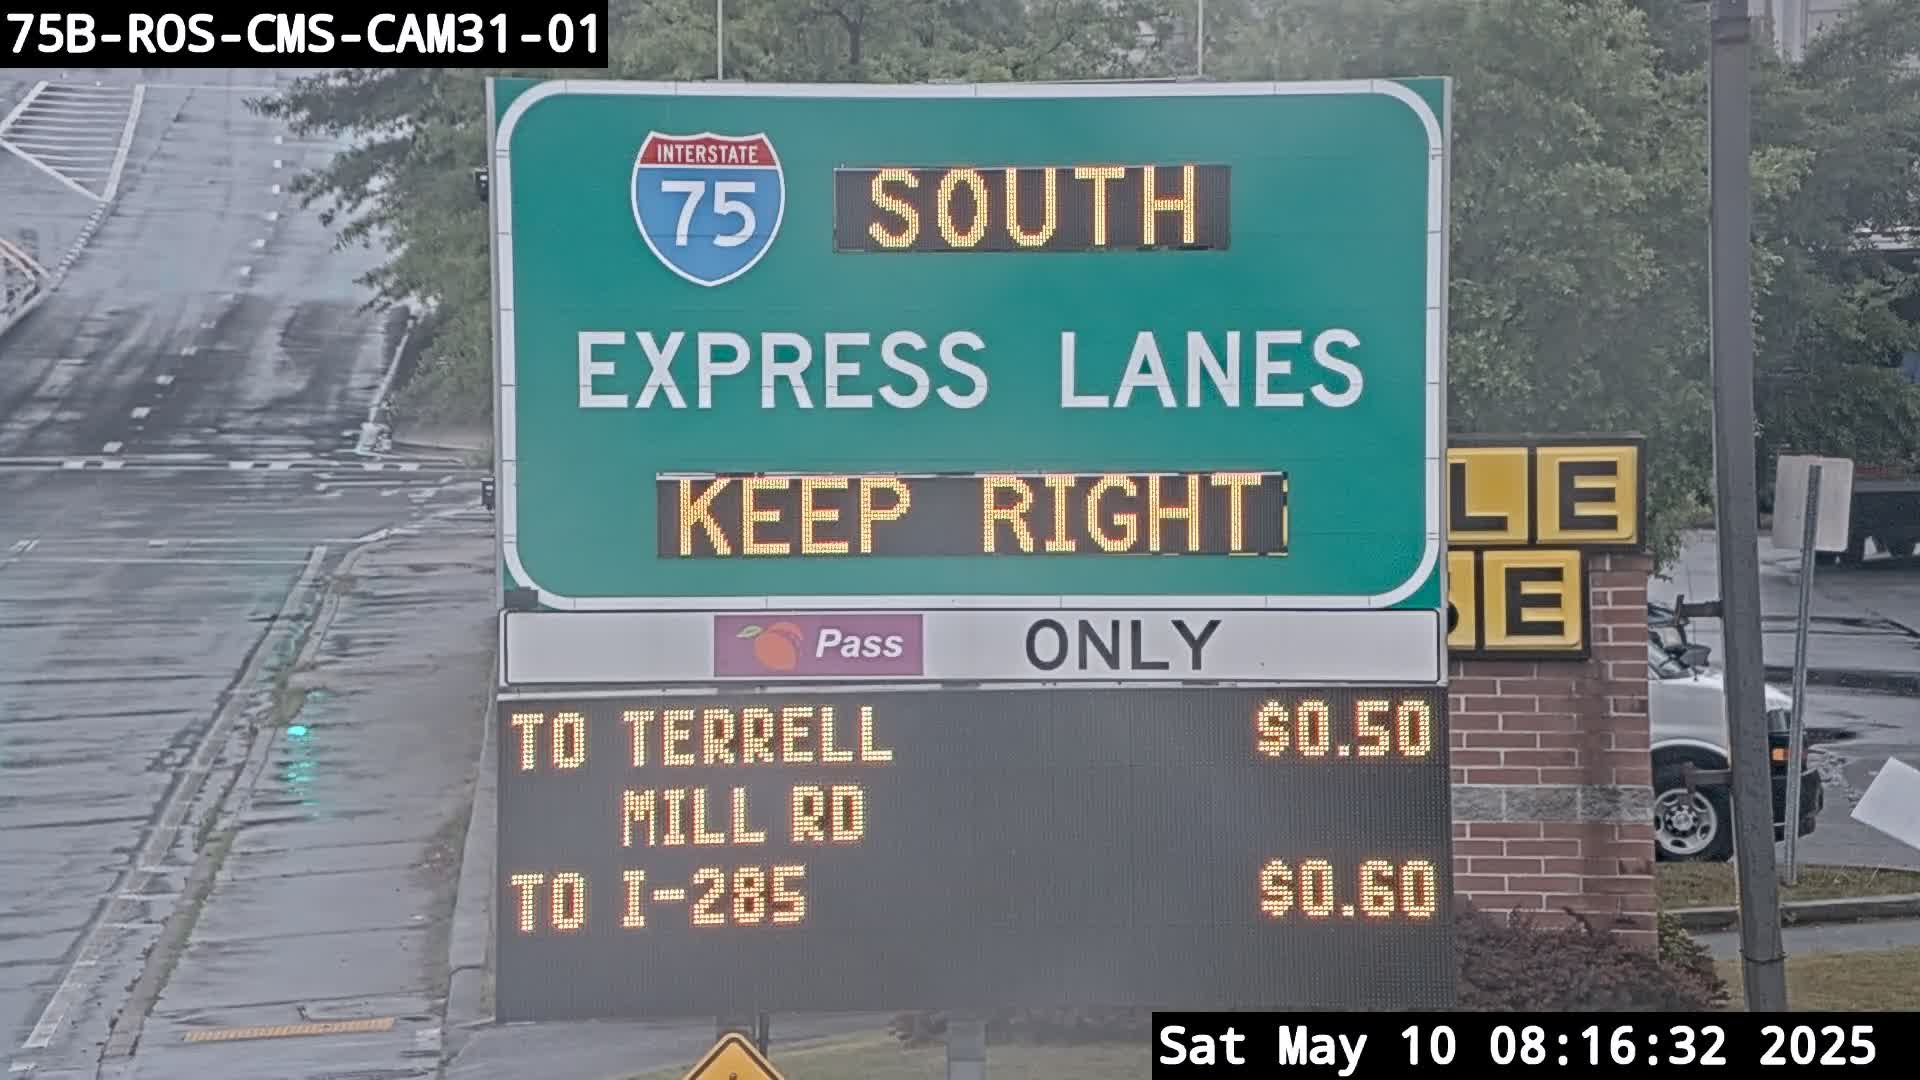 75B-ROS-CMS-CAM31-01
INTERSTATE
75
SOUTH
EXPRESS LANES
KEEP RIGHT
Pass ONLY
TO TERRELL $0.50
MILL RD
TO I-285 $0.60
LE
E
Sat May 10 08:16:32 2025